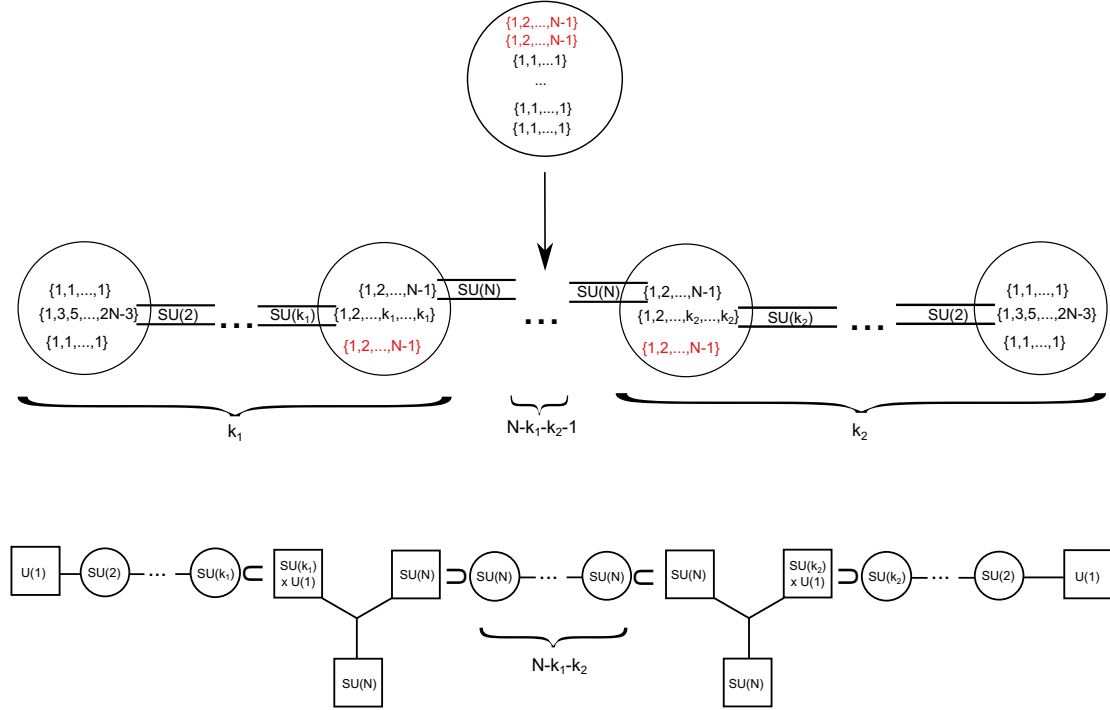 {1,2,...,N-1}
{1,2,...,N-1}
{1,1,...1}
...
{1,1,...,1}
{1,1,...,1}
{1,1,...,1}
{1,3,5,...,2N-3}
{1,1,...,1}
SU(2)
...
SU(k₁)
{1,2,...,N-1}
{1,2,...,k₁,...,k₁}
{1,2,...,N-1}
SU(N)
...
SU(N)
{1,2,...,N-1}
{1,2,...,k₂,...,k₂}
{1,2,...,N-1}
SU(k₂)
...
SU(2)
{1,1,...,1}
{1,3,5,...,2N-3}
{1,1,...,1}
k₁
N-k₁-k₂-1
k₂
U(1)
SU(2)
...
SU(k₁)
SU(k₁)
x U(1)
SU(N)
SU(N)
...
SU(N)
SU(N)
SU(k₂)
x U(1)
SU(k₂)
...
SU(2)
U(1)
SU(N)
N-k₁-k₂
SU(N)